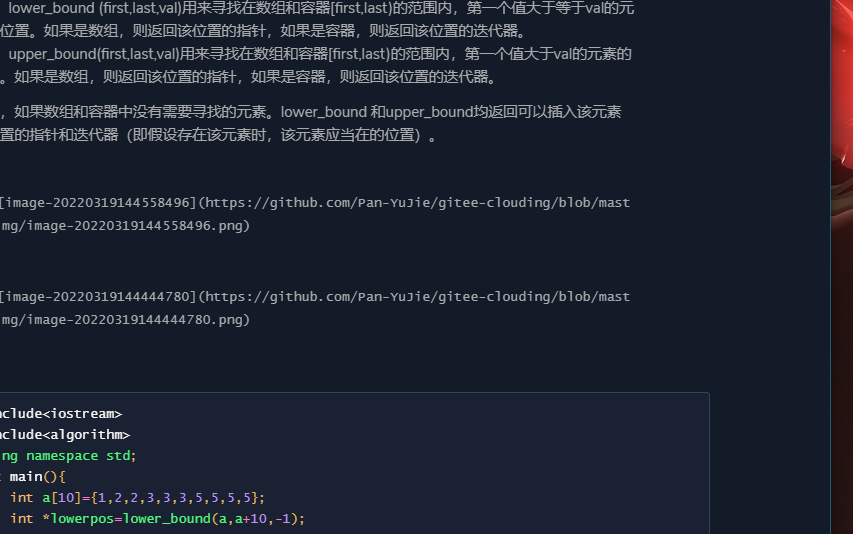 lower_bound (first,last,val)用来寻找在数组和容器[first,last)的范围内，第一个值大于等于val的元
位置。如果是数组，则返回该位置的指针，如果是容器，则返回该位置的迭代器。
upper_bound(first,last,val)用来寻找在数组和容器[first,last)的范围内，第一个值大于val的元素的
。如果是数组，则返回该位置的指针，如果是容器，则返回该位置的迭代器。
，如果数组和容器中没有需要寻找的元素。lower_bound 和upper_bound均返回可以插入该元素
置的指针和迭代器（即假设存在该元素时，该元素应当在的位置）。
[image-20220319144558496](https://github.com/Pan-YuJie/gitee-clouding/blob/mast
mg/image-20220319144558496.png)
[image-20220319144444780](https://github.com/Pan-YuJie/gitee-clouding/blob/mast
mg/image-20220319144444780.png)
nclude<iostream>
nclude<algorithm>
ng namespace std;
t main(){
int a[10]={1,2,2,3,3,3,5,5,5,5};
int *lowerpos=lower_bound(a,a+10,-1);